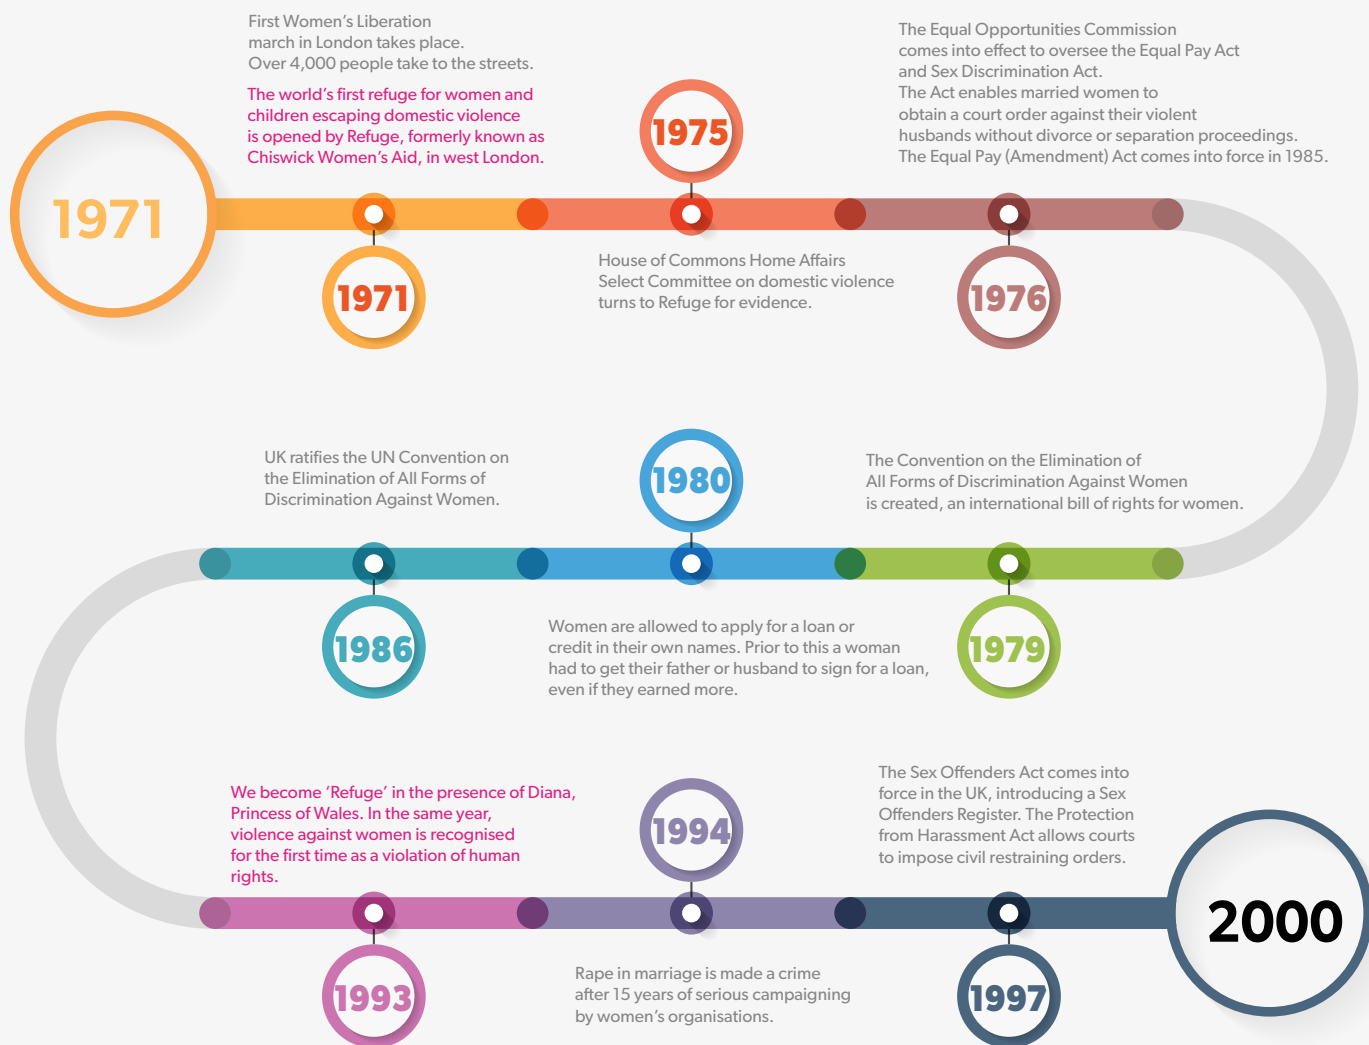 1971
First Women’s Liberation
march in London takes place.
Over 4,000 people take to the streets.
The world’s first refuge for women and
children escaping domestic violence
is opened by Refuge, formerly known as
Chiswick Women’s Aid, in west London.
1971
1975
House of Commons Home Affairs
Select Committee on domestic violence
turns to Refuge for evidence.
The Equal Opportunities Commission
comes into effect to oversee the Equal Pay Act
and Sex Discrimination Act.
The Act enables married women to
obtain a court order against their violent
husbands without divorce or separation proceedings.
The Equal Pay (Amendment) Act comes into force in 1985.
1976
The Convention on the Elimination of
All Forms of Discrimination Against Women
is created, an international bill of rights for women.
1979
1980
Women are allowed to apply for a loan or
credit in their own names. Prior to this a woman
had to get their father or husband to sign for a loan,
even if they earned more.
UK ratifies the UN Convention on
the Elimination of All Forms of
Discrimination Against Women.
1986
We become ‘Refuge’ in the presence of Diana,
Princess of Wales. In the same year,
violence against women is recognised
for the first time as a violation of human
rights.
1993
1994
Rape in marriage is made a crime
after 15 years of serious campaigning
by women’s organisations.
The Sex Offenders Act comes into
force in the UK, introducing a Sex
Offenders Register. The Protection
from Harassment Act allows courts
to impose civil restraining orders.
1997
2000